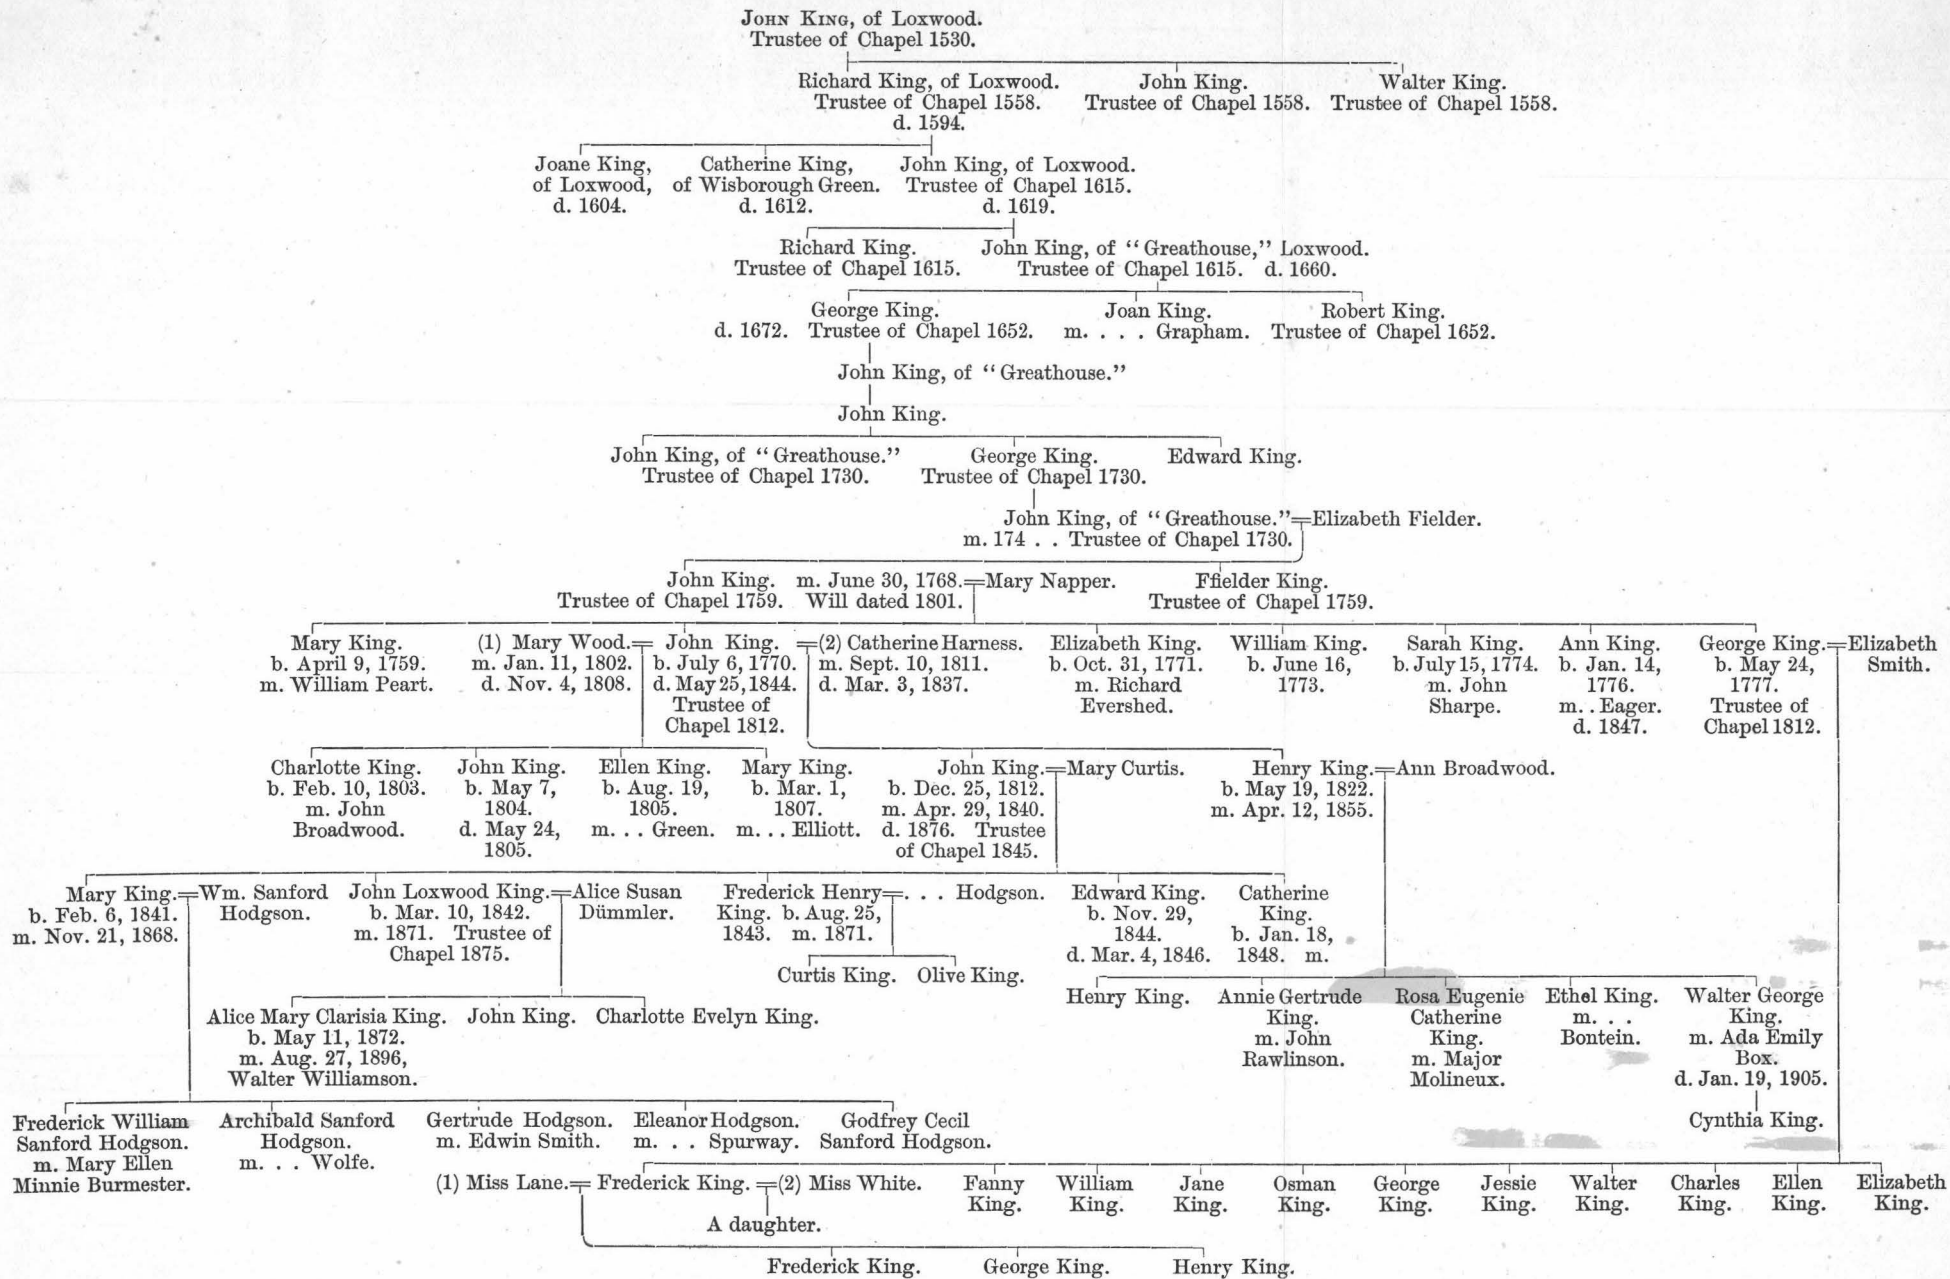 JOHN KING, of Loxwood.
Trustee of Chapel 1530.
Richard King, of Loxwood.
Trustee of Chapel 1558.
d. 1594.
John King.
Trustee of Chapel 1558.
Walter King.
Trustee of Chapel 1558.
Joane King,
of Loxwood,
d. 1604.
Catherine King,
of Wisborough Green.
d. 1612.
John King, of Loxwood.
Trustee of Chapel 1615.
d. 1619.
Richard King.
Trustee of Chapel 1615.
John King, of "Greathouse," Loxwood.
Trustee of Chapel 1615. d. 1660.
George King.
d. 1672. Trustee of Chapel 1652.
Joan King.
m. . . . Grapham.
Robert King.
Trustee of Chapel 1652.
John King, of "Greathouse."
John King.
John King, of "Greathouse."
Trustee of Chapel 1730.
George King.
Trustee of Chapel 1730.
Edward King.
John King, of "Greathouse."=Elizabeth Fielder.
m. 174 . . Trustee of Chapel 1730.
John King. m. June 30, 1768.=Mary Napper.
Trustee of Chapel 1759. Will dated 1801.
Ffielder King.
Trustee of Chapel 1759.
Mary King.
b. April 9, 1759.
m. William Peart.
(1) Mary Wood.=
m. Jan. 11, 1802.
d. Nov. 4, 1808.
John King.
b. July 6, 1770.
d. May 25, 1844.
Trustee of
Chapel 1812.
=(2) Catherine Harness.
m. Sept. 10, 1811.
d. Mar. 3, 1837.
Elizabeth King.
b. Oct. 31, 1771.
m. Richard
Evershed.
William King.
b. June 16,
1773.
Sarah King.
b. July 15, 1774.
m. John
Sharpe.
Ann King.
b. Jan. 14,
1776.
m. . Eager.
d. 1847.
George King.=
b. May 24,
1777.
Trustee of
Chapel 1812.
Elizabeth
Smith.
Charlotte King.
b. Feb. 10, 1803.
m. John
Broadwood.
John King.
b. May 7,
1804.
d. May 24,
1805.
Ellen King.
b. Aug. 19,
1805.
m. . . Green.
Mary King.
b. Mar. 1,
1807.
m. . . Elliott.
John King.=Mary Curtis.
b. Dec. 25, 1812.
m. Apr. 29, 1840.
d. 1876. Trustee
of Chapel 1845.
Henry King.=Ann Broadwood.
b. May 19, 1822.
m. Apr. 12, 1855.
Mary King.=
b. Feb. 6, 1841.
m. Nov. 21, 1868.
Wm. Sanford
Hodgson.
John Loxwood King.=
b. Mar. 10, 1842.
m. 1871. Trustee of
Chapel 1875.
Alice Susan
Dümmler.
Frederick Henry=. . . Hodgson.
King. b. Aug. 25,
1843. m. 1871.
Edward King.
b. Nov. 29,
1844.
d. Mar. 4, 1846.
Catherine
King.
b. Jan. 18,
1848. m.
Curtis King.
Olive King.
Alice Mary Clarisia King.
b. May 11, 1872.
m. Aug. 27, 1896,
Walter Williamson.
John King.
Charlotte Evelyn King.
Henry King.
Annie Gertrude
King.
m. John
Rawlinson.
Rosa Eugenie
Catherine
King.
m. Major
Molineux.
Ethel King.
m. . .
Bontein.
Walter George
King.
m. Ada Emily
Box.
d. Jan. 19, 1905.
Cynthia King.
Frederick William
Sanford Hodgson.
m. Mary Ellen
Minnie Burmester.
Archibald Sanford
Hodgson.
m. . . Wolfe.
Gertrude Hodgson.
m. Edwin Smith.
Eleanor Hodgson.
m. . . Spurway.
Godfrey Cecil
Sanford Hodgson.
(1) Miss Lane.=Frederick King.=(2) Miss White.
A daughter.
Fanny
King.
William
King.
Jane
King.
Osman
King.
George
King.
Jessie
King.
Walter
King.
Charles
King.
Ellen
King.
Elizabeth
King.
Frederick King.
George King.
Henry King.